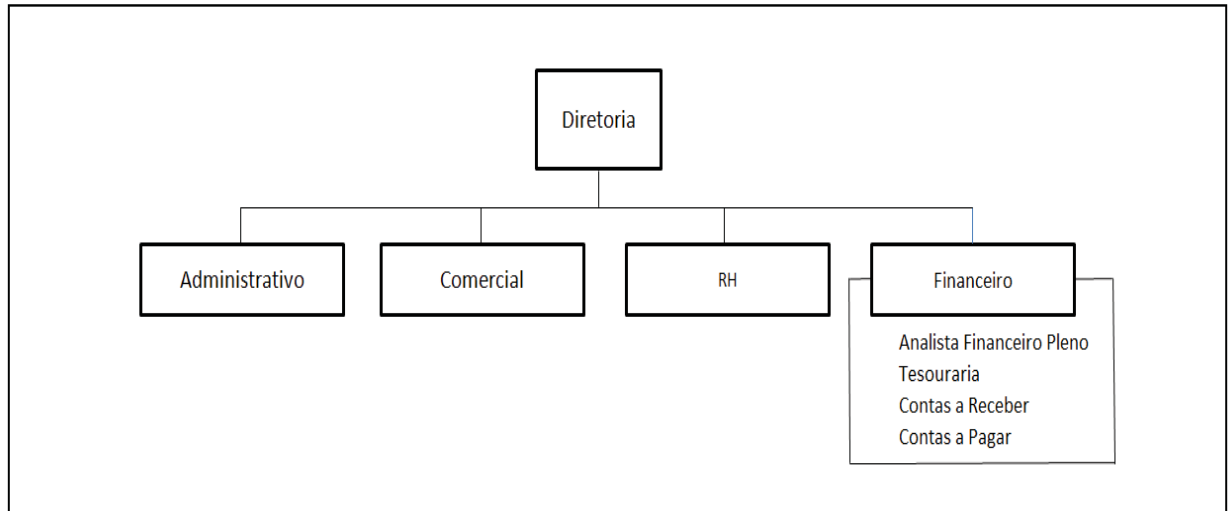 Diretoria
Administrativo
Comercial
RH
Financeiro
Analista Financeiro Pleno
Tesouraria
Contas a Receber
Contas a Pagar